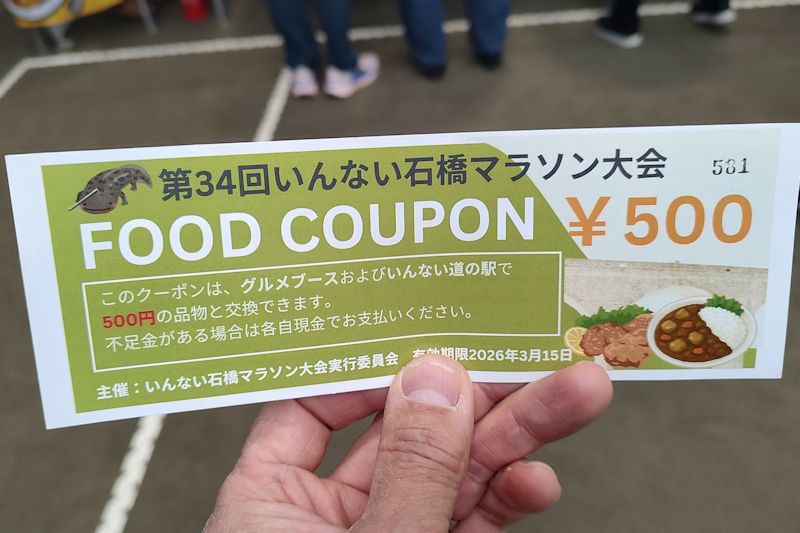 第34回いんない石橋マラソン大会
581
FOOD COUPON
¥500
このクーポンは、グルメブースおよびいんない道の駅で
500円の品物と交換できます。
不足金がある場合は各自現金でお支払いください。
主催：いんない石橋マラソン大会実行委員会 有効期限2026年3月15日